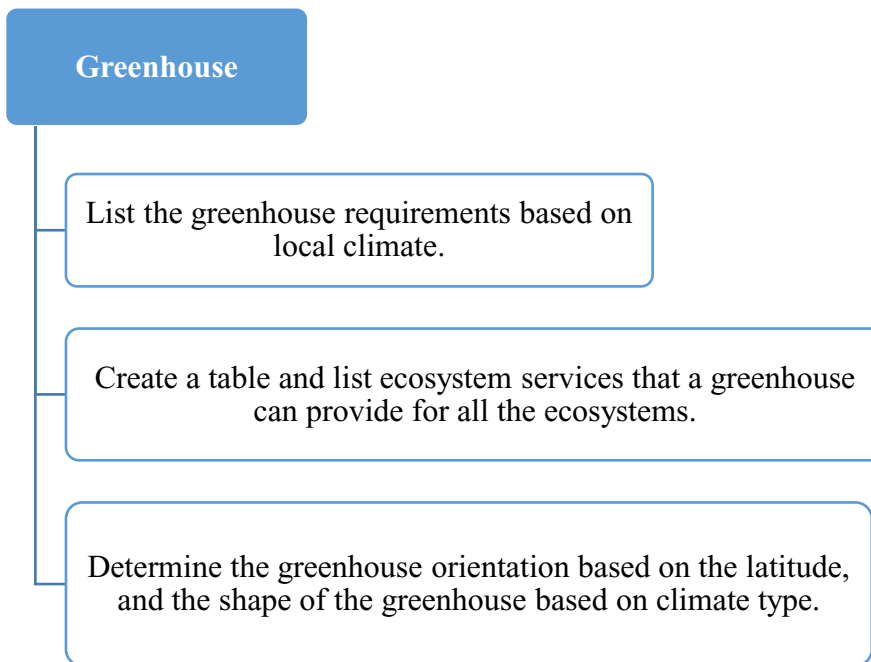 Greenhouse
List the greenhouse requirements based on
local climate.
Create a table and list ecosystem services that a greenhouse
can provide for all the ecosystems.
Determine the greenhouse orientation based on the latitude,
and the shape of the greenhouse based on climate type.